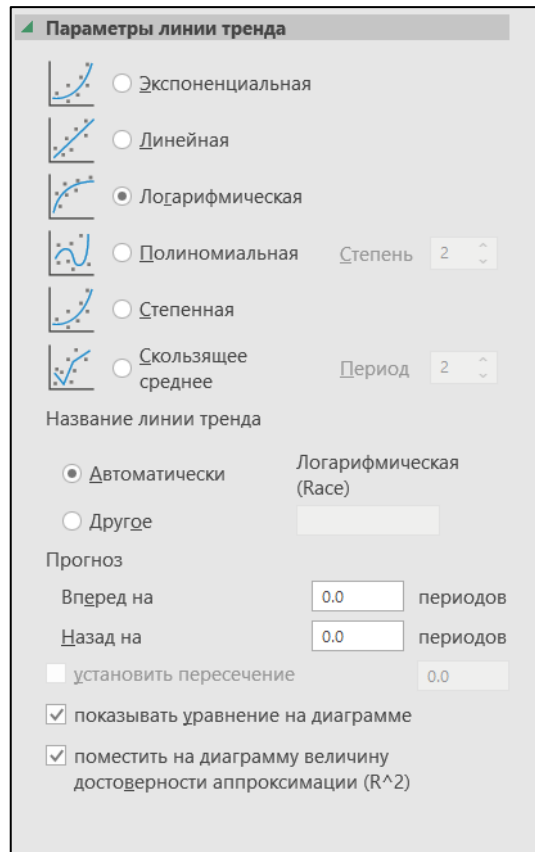 Параметры линии тренда
Экспоненциальная
Линейная
Логарифмическая
Полиномиальная Степень 2
Степенная
Скользящее
среднее Период 2
Название линии тренда
Автоматически Логарифмическая
(Race)
Другое
Прогноз
Вперед на 0.0 периодов
Назад на 0.0 периодов
установить пересечение 0.0
показывать уравнение на диаграмме
поместить на диаграмму величину
достоверности аппроксимации (R^2)